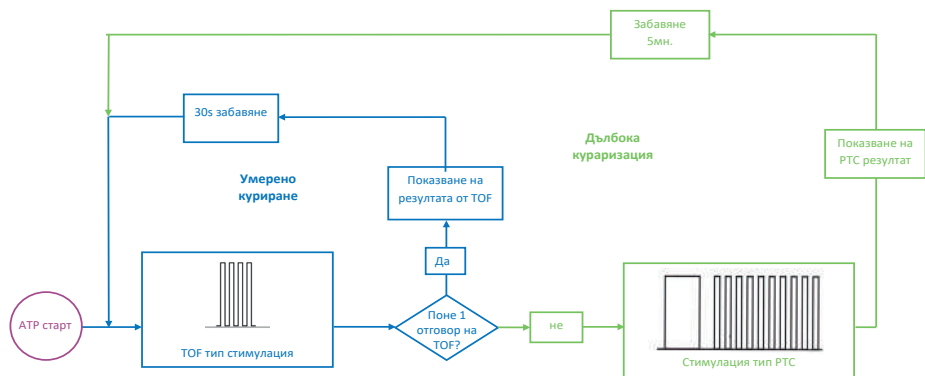 Забавяне
5мн.
30s забавяне
Дълбока
кураризация
Показване на
PTC резултат
Умерено
куриране
Показване на
резултата от TOF
Да
ATP старт
TOF тип стимулация
Поне 1
отговор на
TOF?
не
Стимулация тип PTC